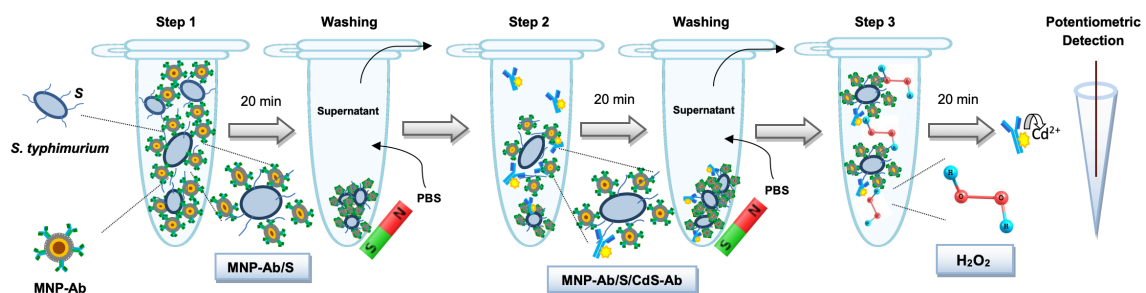 Step 1
Washing
Step 2
Washing
Step 3
Potentiometric
Detection
S
S. typhimurium
MNP-Ab
20 min
MNP-Ab/S
Supernatant
PBS
N
S
20 min
MNP-Ab/S/CdS-Ab
Supernatant
PBS
N
S
20 min
H
O
O
H
H₂O₂
Cd²⁺